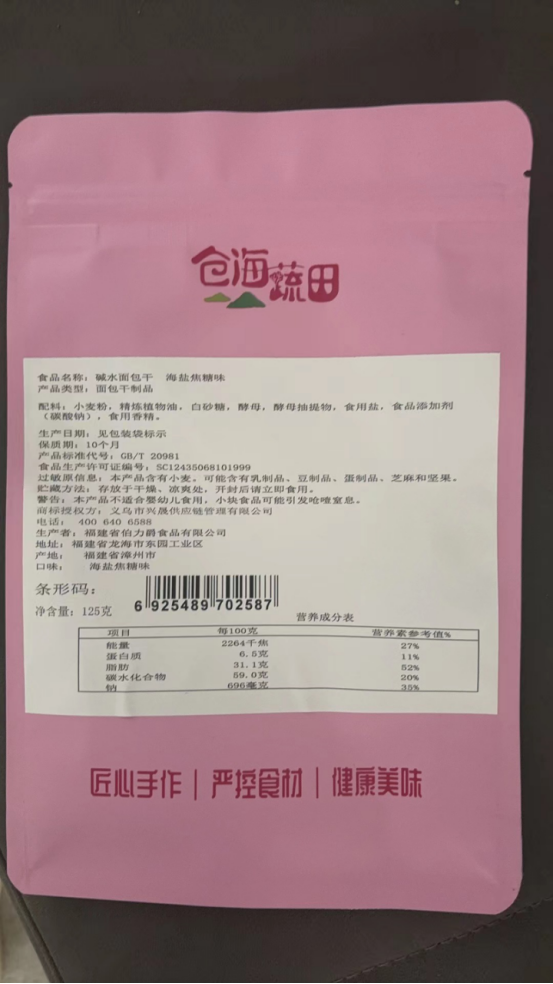 仓海蔬田
食品名称：碱水面包干 海盐焦糖味
产品类型：面包干制品
配料：小麦粉，精炼植物油，白砂糖，酵母，酵母抽提物，食用盐，食品添加剂
（碳酸钠），食用香精。
生产日期：见包装袋标示
保质期：10个月
产品标准代号：GB/T 20981
食品生产许可证编号：SC12435068101999
过敏原信息：本产品含有小麦。可能含有乳制品、豆制品、蛋制品、芝麻和坚果。
贮藏方法：存放于干燥、凉爽处，开封后请立即食用。
警告：本产品不适合婴幼儿食用。小块食品可能引发呛噎窒息。
商标授权方：义乌市兴晟供应链管理有限公司
电话： 400 640 6588
生产者：福建省伯力爵食品有限公司
地址：福建省龙海市东园工业区
产地： 福建省漳州市
口味： 海盐焦糖味
条形码：
6 925489 702587
净含量：125克
营养成分表
项目 每100克 营养素参考值%
能量 2264千焦 27%
蛋白质 6.5克 11%
脂肪 31.1克 52%
碳水化合物 59.0克 20%
钠 696毫克 35%
匠心手作｜严控食材｜健康美味